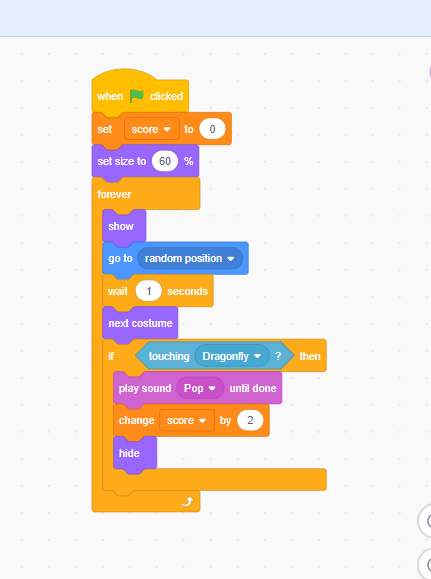 when clicked
set score to 0
set size to 60 %
forever
show
go to random position
wait 1 seconds
next costume
if touching Dragonfly ? then
play sound Pop until done
change score by 2
hide